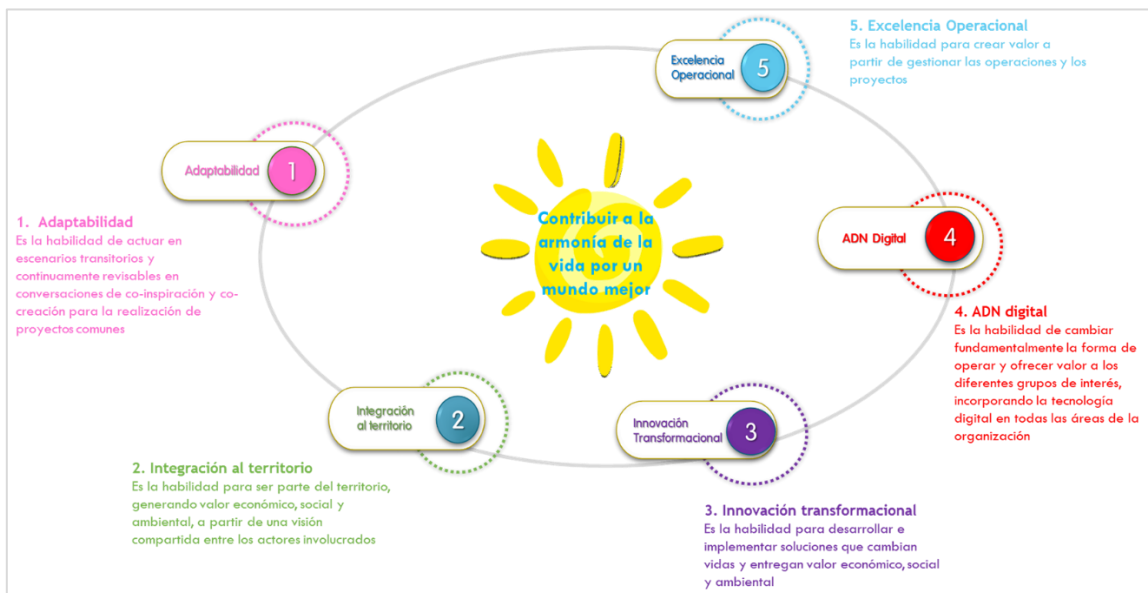 5. Excelencia Operacional
Es la habilidad para crear valor a
partir de gestionar las operaciones y los
proyectos
Excelencia
Operacional
5
Adaptabilidad
1
1. Adaptabilidad
Es la habilidad de actuar en
escenarios transitorios y
continuamente revisables en
conversaciones de co-inspiración y co-
creación para la realización de
proyectos comunes
Contribuir a la
armonía de la
vida por un
mundo mejor
ADN Digital
4
4. ADN digital
Es la habilidad de cambiar
fundamentalmente la forma de
operar y ofrecer valor a los
diferentes grupos de interés,
incorporando la tecnología
digital en todas las áreas de la
organización
Integración
al territorio
2
2. Integración al territorio
Es la habilidad para ser parte del territorio,
generando valor económico, social y
ambiental, a partir de una visión
compartida entre los actores involucrados
Innovación
Transformacional
3
3. Innovación transformacional
Es la habilidad para desarrollar e
implementar soluciones que cambian
vidas y entregan valor económico, social
y ambiental